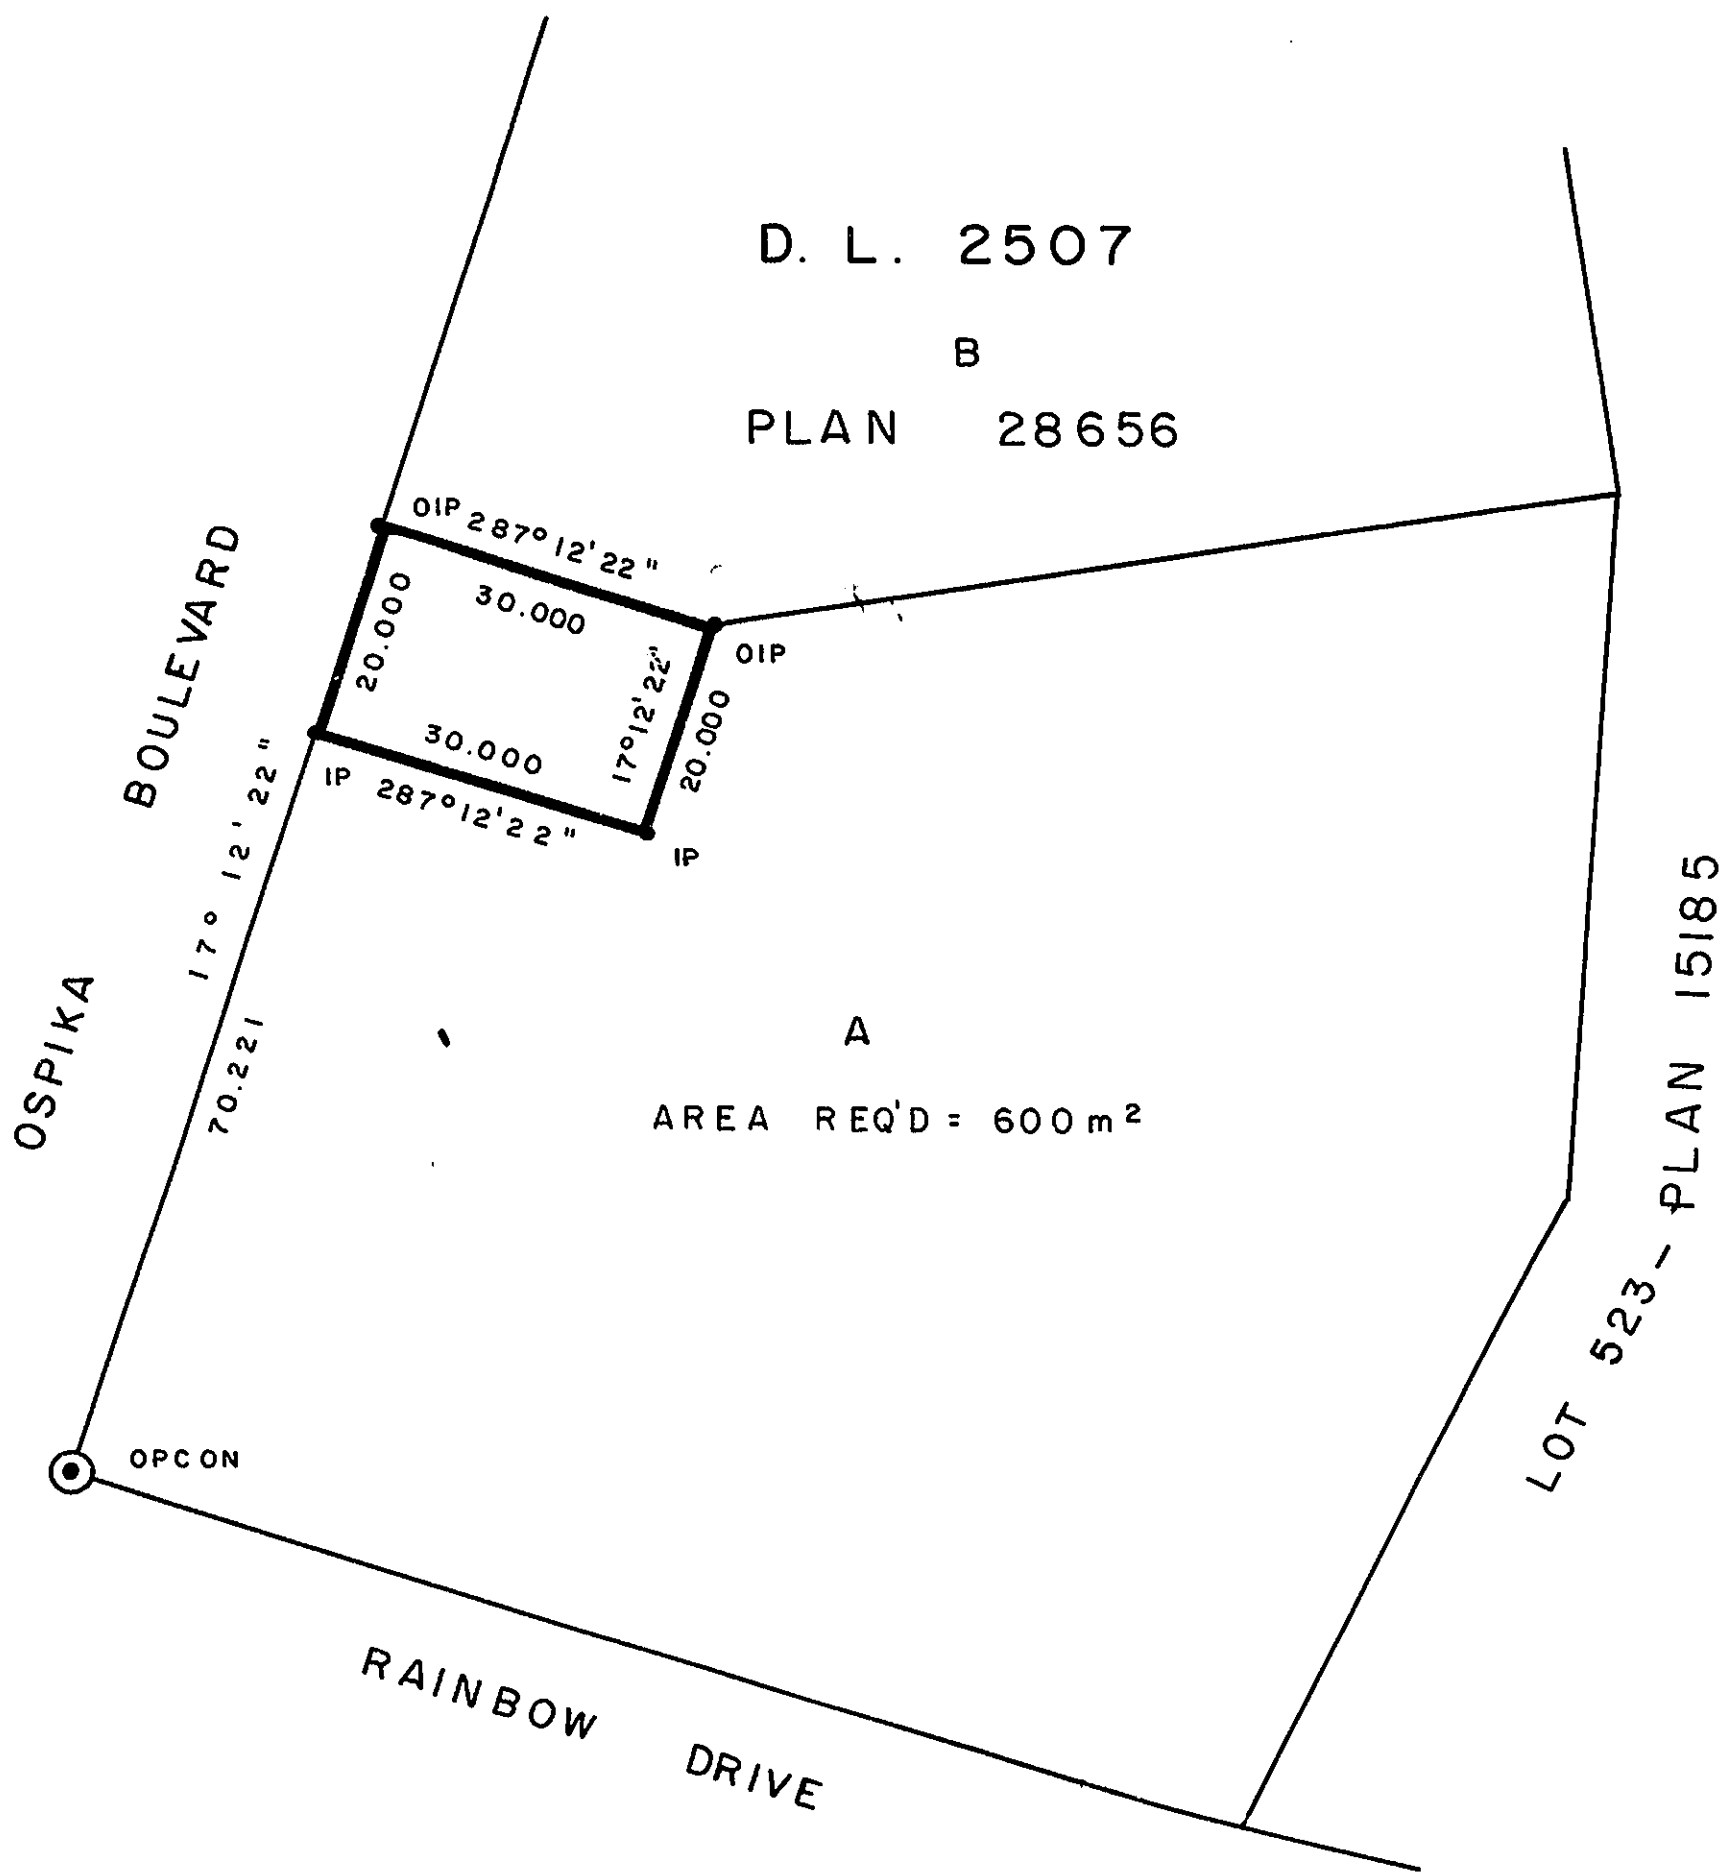 D. L. 2507
B
PLAN 28656
OIP 287°12'22"
30.000
20.000
OIP
17°12'22"
20.000
30.000
IP 287°12'22"
IP
BOULEVARD
OSPIKA
17° 12' 22"
70.221
A
AREA REQ'D = 600m²
LOT 523 - PLAN 15185
OPCON
RAINBOW DRIVE